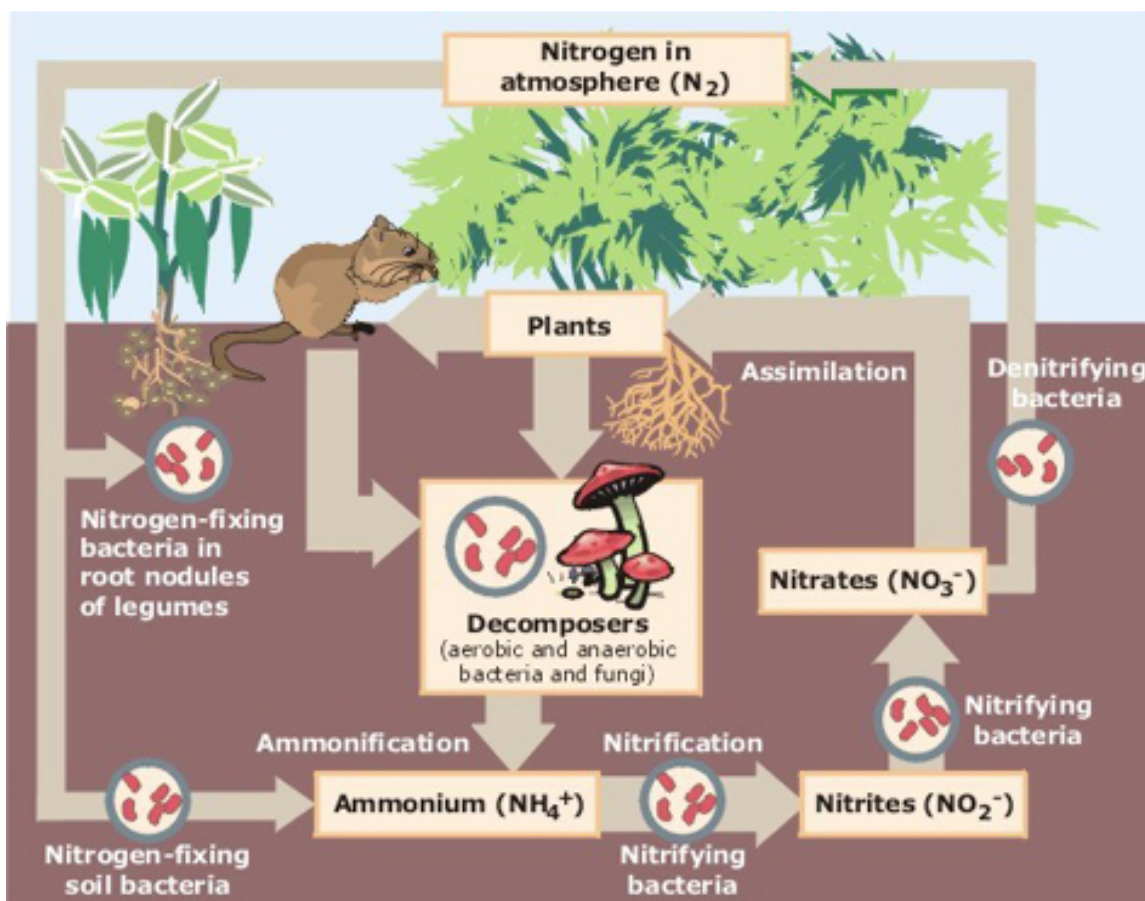 Nitrogen in
atmosphere (N₂)
Plants
Assimilation
Denitrifying
bacteria
Nitrogen-fixing
bacteria in
root nodules
of legumes
Decomposers
(aerobic and anaerobic
bacteria and fungi)
Nitrates (NO₃⁻)
Nitrifying
bacteria
Ammonification
Nitrification
Ammonium (NH₄⁺)
Nitrites (NO₂⁻)
Nitrogen-fixing
soil bacteria
Nitrifying
bacteria